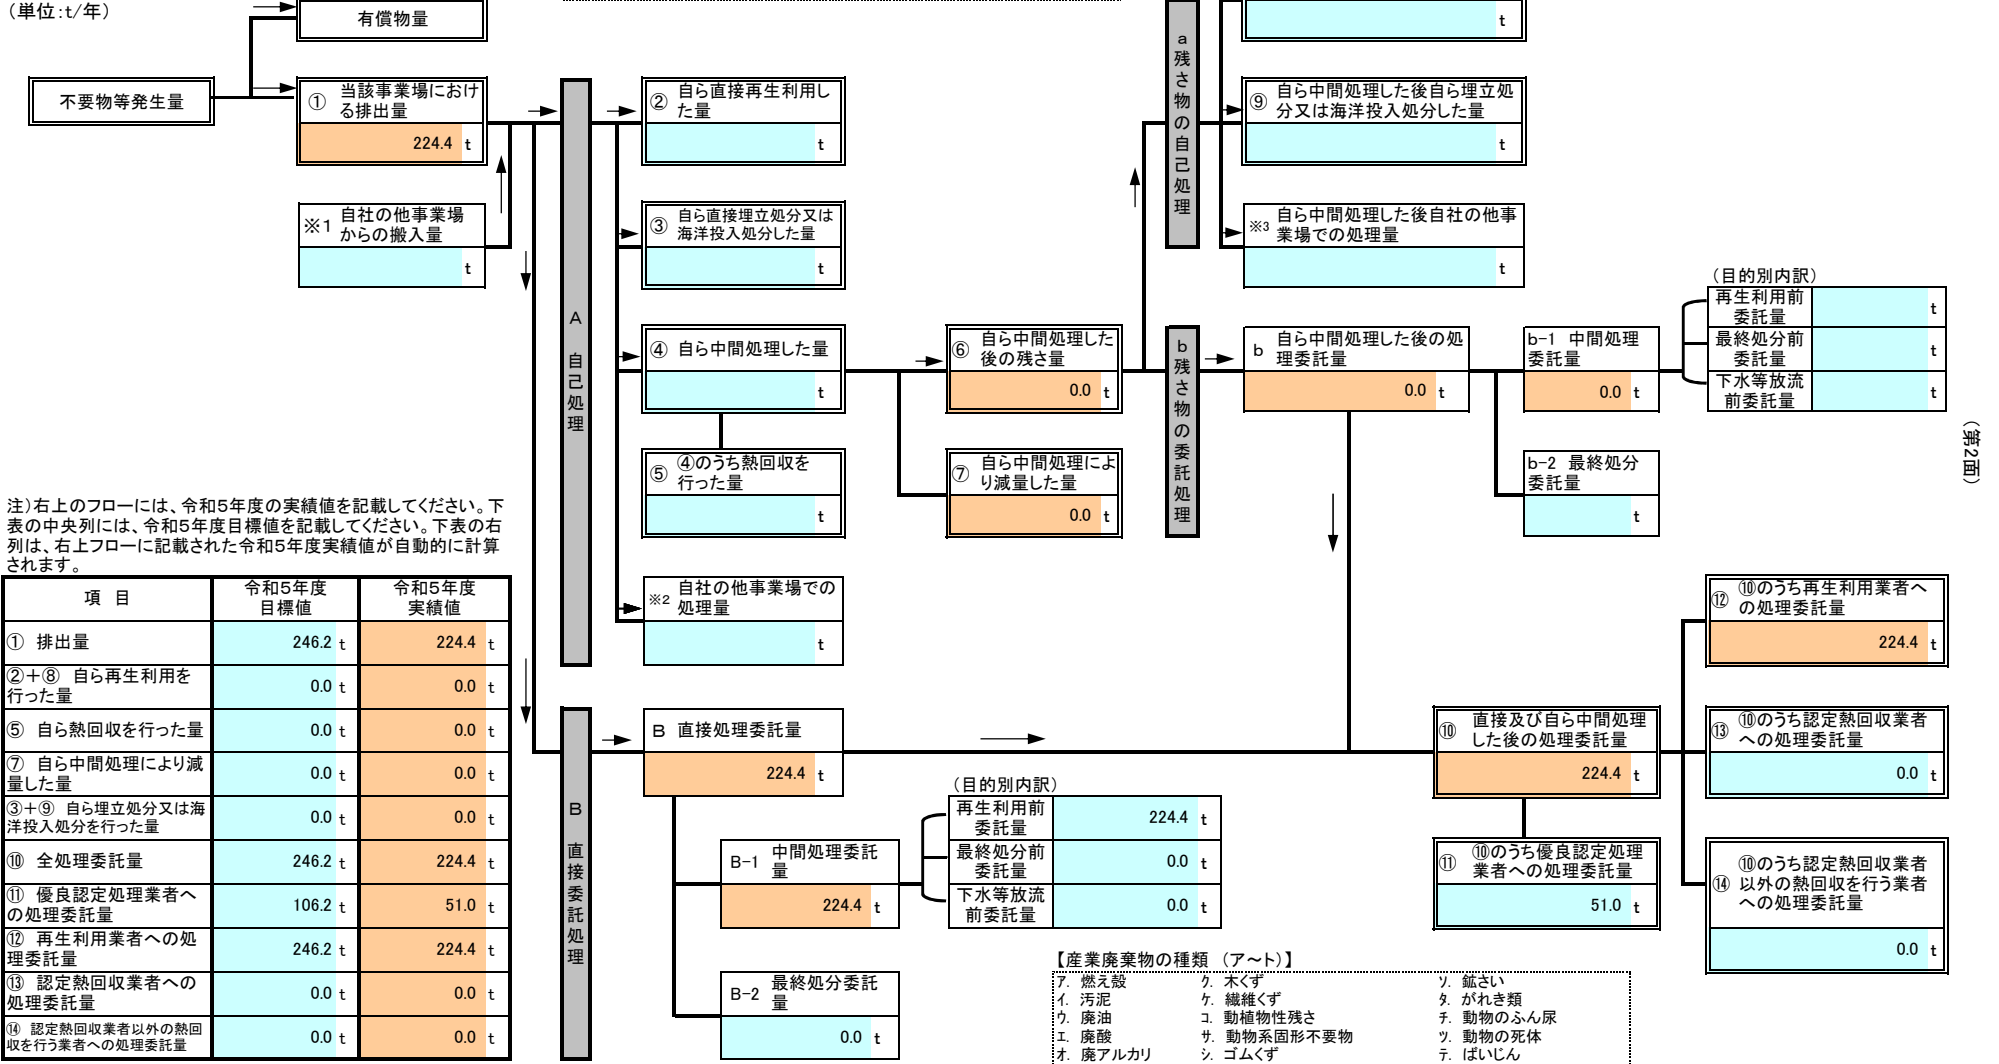 （単位:t/年）
有償物量
不要物等発生量
① 当該事業場におけ
る排出量
224.4 t
※1 自社の他事業場
からの搬入量
t
A 自己処理
② 自ら直接再生利用し
た量
t
③ 自ら直接埋立処分又は
海洋投入処分した量
t
④ 自ら中間処理した量
t
⑤ ④のうち熱回収を
行った量
t
※2 自社の他事業場での
処理量
t
⑥ 自ら中間処理した
後の残さ量
0.0 t
⑦ 自ら中間処理によ
り減量した量
0.0 t
a 残さ物の自己処理
t
⑨ 自ら中間処理した後自ら埋立処
分又は海洋投入処分した量
t
※3 自ら中間処理した後自社の他事
業場での処理量
t
b 残さ物の委託処理
b 自ら中間処理した後の処
理委託量
0.0 t
b-1 中間処理
委託量
0.0 t
b-2 最終処分
委託量
t
（目的別内訳）
再生利用前
委託量 t
最終処分前
委託量 t
下水等放流
前委託量 t
（第2面）
注）右上のフローには、令和5年度の実績値を記載してください。下
表の中央列には、令和5年度目標値を記載してください。下表の右
列は、右上フローに記載された令和5年度実績値が自動的に計算
されます。
項 目 令和5年度
目標値 令和5年度
実績値
① 排出量 246.2 t 224.4 t
②＋⑧ 自ら再生利用を
行った量 0.0 t 0.0 t
⑤ 自ら熱回収を行った量 0.0 t 0.0 t
⑦ 自ら中間処理により減
量した量 0.0 t 0.0 t
③＋⑨ 自ら埋立処分又は海
洋投入処分を行った量 0.0 t 0.0 t
⑩ 全処理委託量 246.2 t 224.4 t
⑪ 優良認定処理業者へ
の処理委託量 106.2 t 51.0 t
⑫ 再生利用業者への処
理委託量 246.2 t 224.4 t
⑬ 認定熱回収業者への
処理委託量 0.0 t 0.0 t
⑭ 認定熱回収業者以外の熱回
収を行う業者への処理委託量 0.0 t 0.0 t
B 直接委託処理
B 直接処理委託量
224.4 t
B-1 中間処理委託
量
224.4 t
B-2 最終処分委託
量
0.0 t
（目的別内訳）
再生利用前
委託量 224.4 t
最終処分前
委託量 0.0 t
下水等放流
前委託量 0.0 t
⑩ 直接及び自ら中間処理
した後の処理委託量
224.4 t
⑪ ⑩のうち優良認定処理
業者への処理委託量
51.0 t
⑫ ⑩のうち再生利用業者へ
の処理委託量
224.4 t
⑬ ⑩のうち認定熱回収業者
への処理委託量
0.0 t
⑭ ⑩のうち認定熱回収業者
以外の熱回収を行う業者
への処理委託量
0.0 t
【産業廃棄物の種類 （ア～ト）】
ア. 燃え殻 ク. 木くず ソ. 鉱さい
イ. 汚泥 ケ. 繊維くず タ. がれき類
ウ. 廃油 コ. 動植物性残さ チ. 動物のふん尿
エ. 廃酸 サ. 動物系固形不要物 ツ. 動物の死体
オ. 廃アルカリ シ. ゴムくず テ. ばいじん